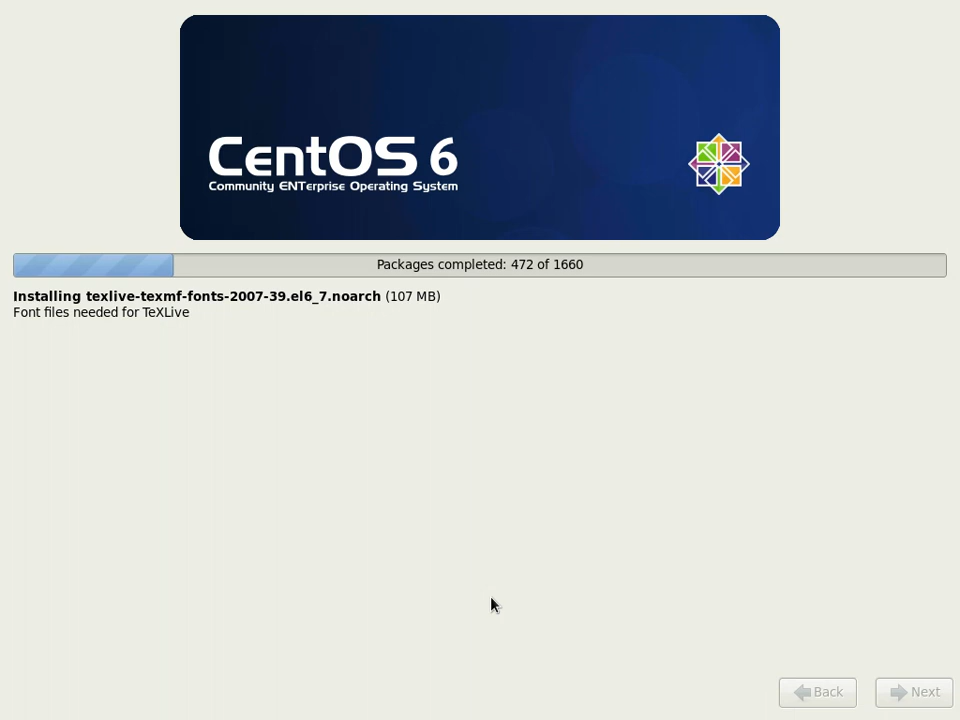 CentOS 6
Community ENTerprise Operating System
Packages completed: 472 of 1660
Installing texlive-texmf-fonts-2007-39.el6_7.noarch (107 MB)
Font files needed for TeXLive
Back
Next